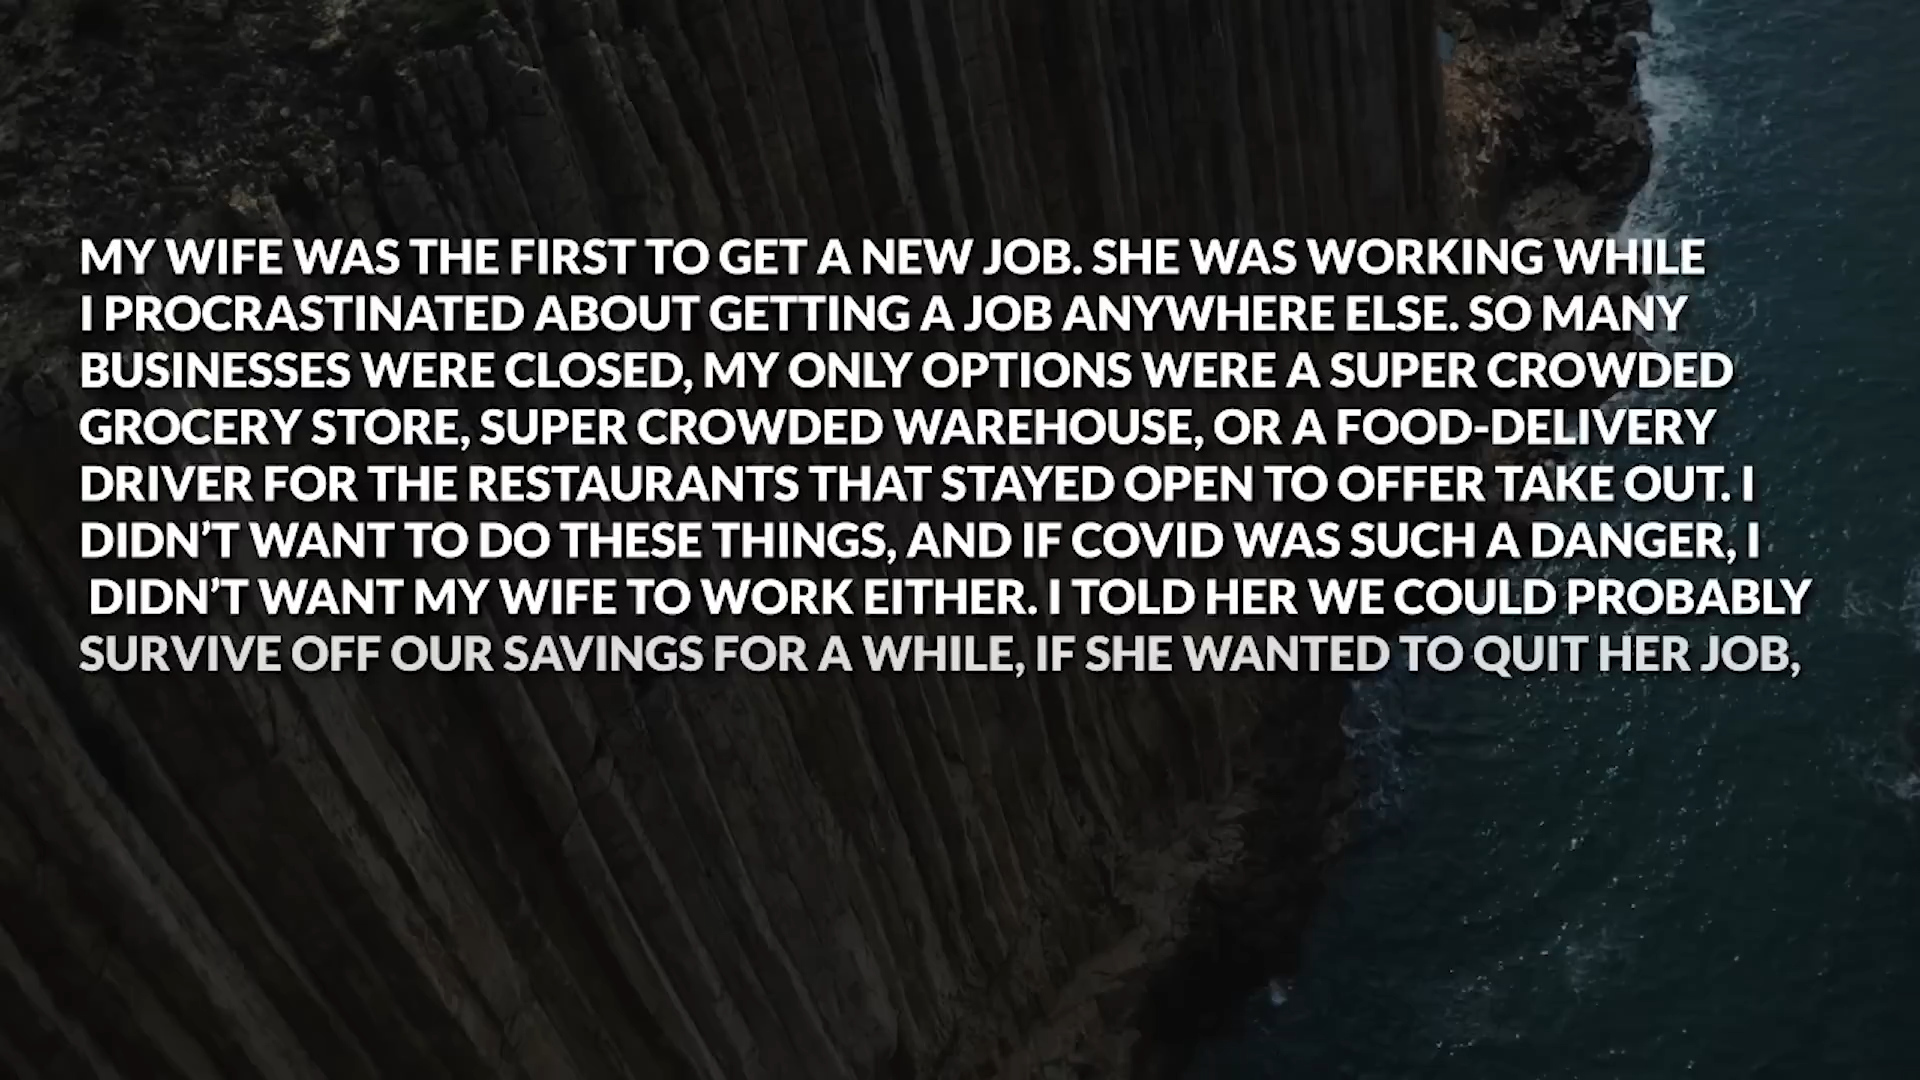 MY WIFE WAS THE FIRST TO GET A NEW JOB. SHE WAS WORKING WHILE
I PROCRASTINATED ABOUT GETTING A JOB ANYWHERE ELSE. SO MANY
BUSINESSES WERE CLOSED, MY ONLY OPTIONS WERE A SUPER CROWDED
GROCERY STORE, SUPER CROWDED WAREHOUSE, OR A FOOD-DELIVERY
DRIVER FOR THE RESTAURANTS THAT STAYED OPEN TO OFFER TAKE OUT. I
DIDN’T WANT TO DO THESE THINGS, AND IF COVID WAS SUCH A DANGER, I
DIDN’T WANT MY WIFE TO WORK EITHER. I TOLD HER WE COULD PROBABLY
SURVIVE OFF OUR SAVINGS FOR A WHILE, IF SHE WANTED TO QUIT HER JOB,